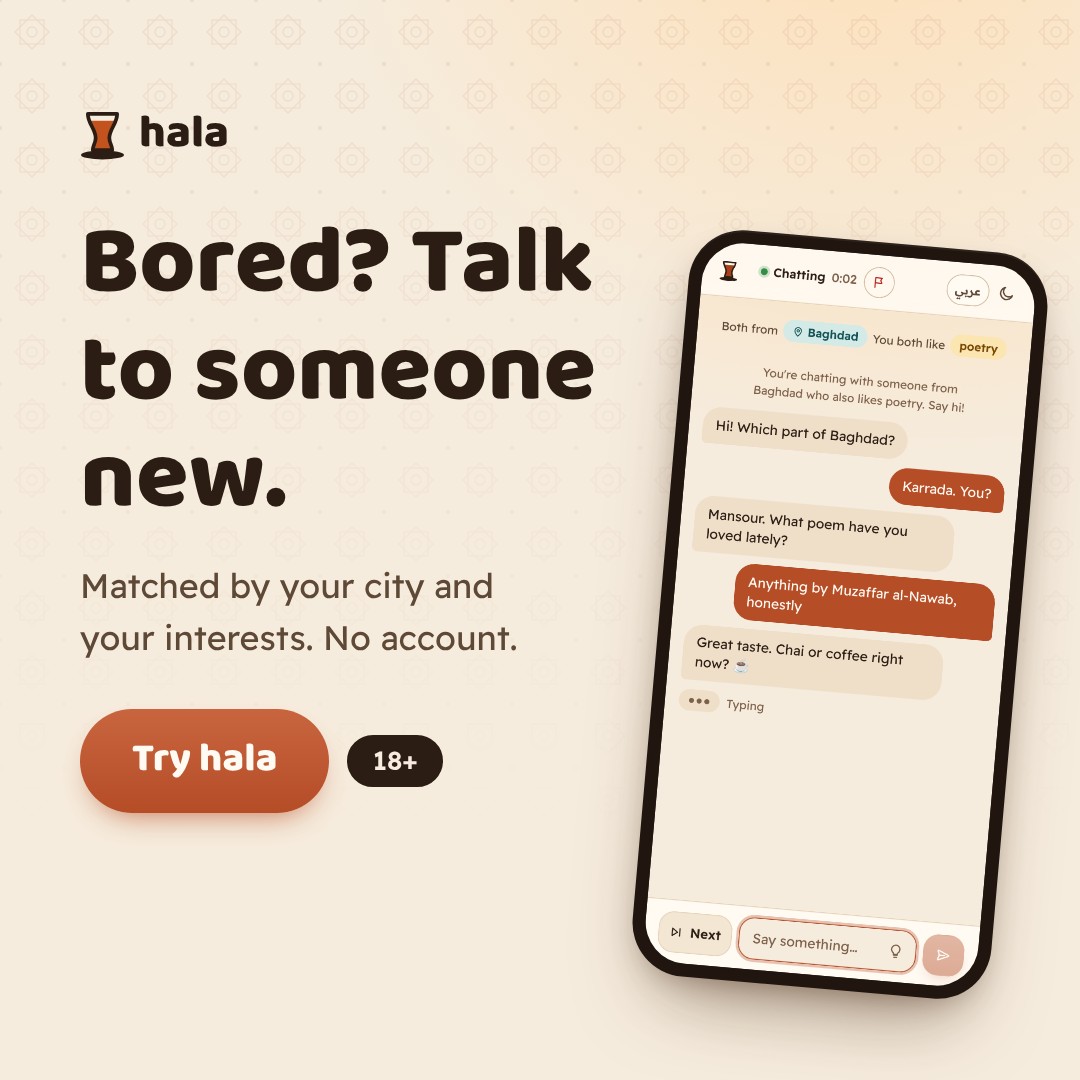 hala
Bored? Talk
to someone
new.
Matched by your city and
your interests. No account.
Try hala
18+
Chatting 0:02
عربي
Both from Baghdad You both like poetry
You're chatting with someone from
Baghdad who also likes poetry. Say hi!
Hi! Which part of Baghdad?
Karrada. You?
Mansour. What poem have you
loved lately?
Anything by Muzaffar al-Nawab,
honestly
Great taste. Chai or coffee right
now? ☕
Typing
Next
Say something...